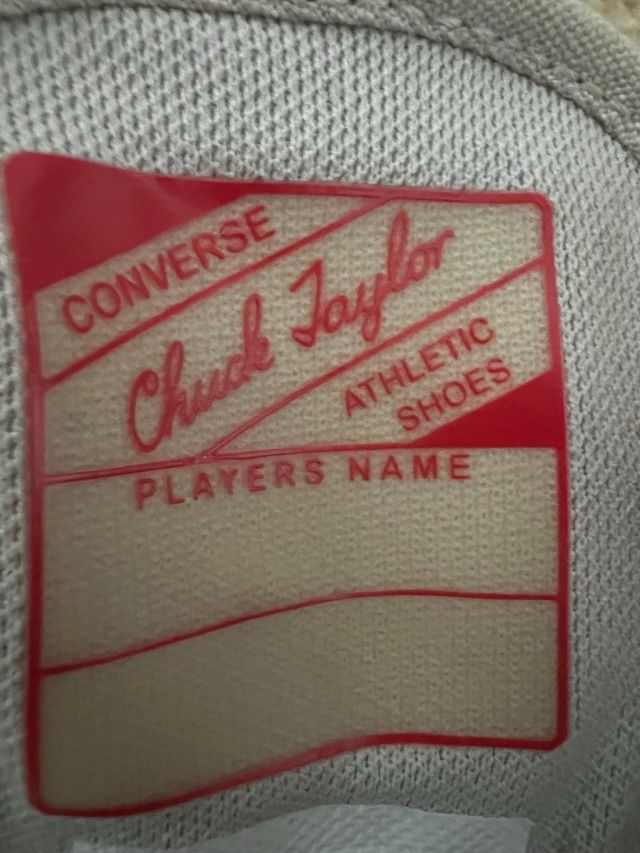 CONVERSE
Chuck Taylor
ATHLETIC
SHOES
PLAYERS NAME